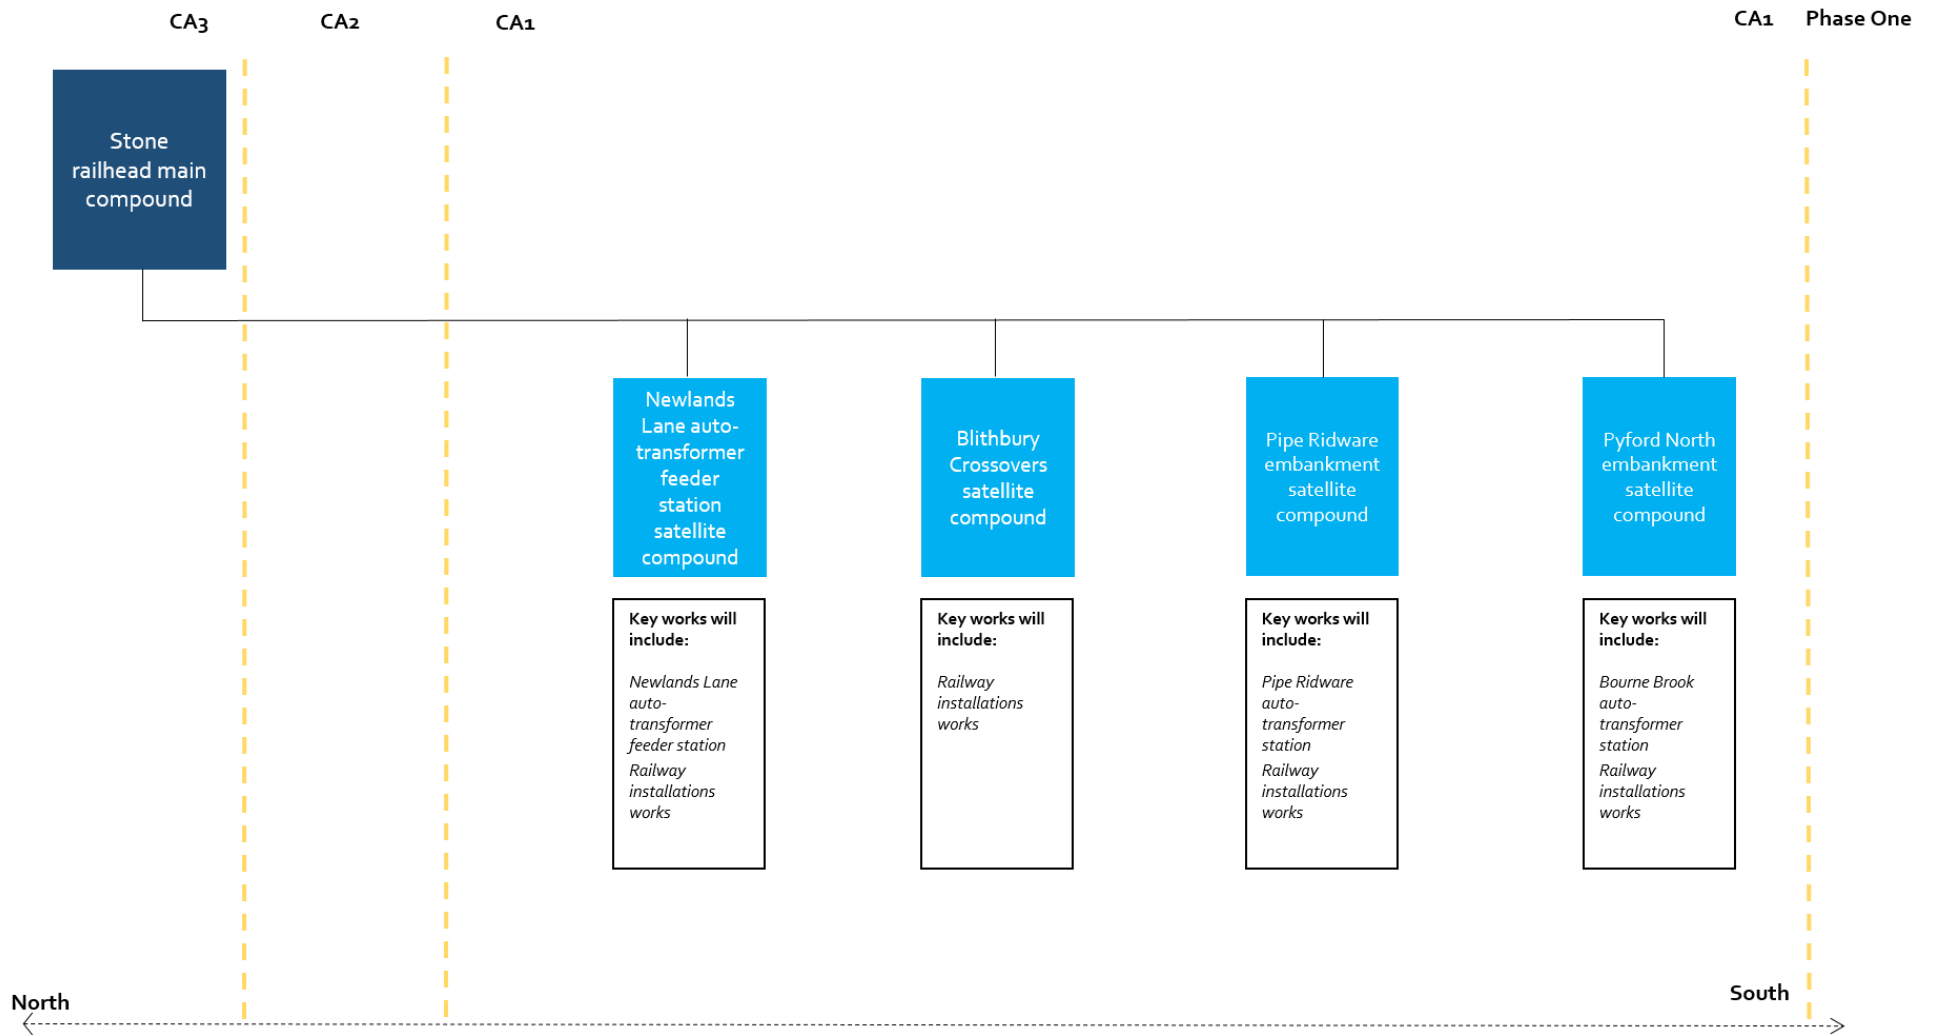 CA3
CA2
CA1
CA1
Phase One
Stone
railhead main
compound
Newlands
Lane auto-
transformer
feeder
station
satellite
compound
Blithbury
Crossovers
satellite
compound
Pipe Ridware
embankment
satellite
compound
Pyford North
embankment
satellite
compound
Key works will
include:
Newlands Lane
auto-
transformer
feeder station
Railway
installations
works
Key works will
include:
Railway
installations
works
Key works will
include:
Pipe Ridware
auto-
transformer
station
Railway
installations
works
Key works will
include:
Bourne Brook
auto-
transformer
station
Railway
installations
works
North
South